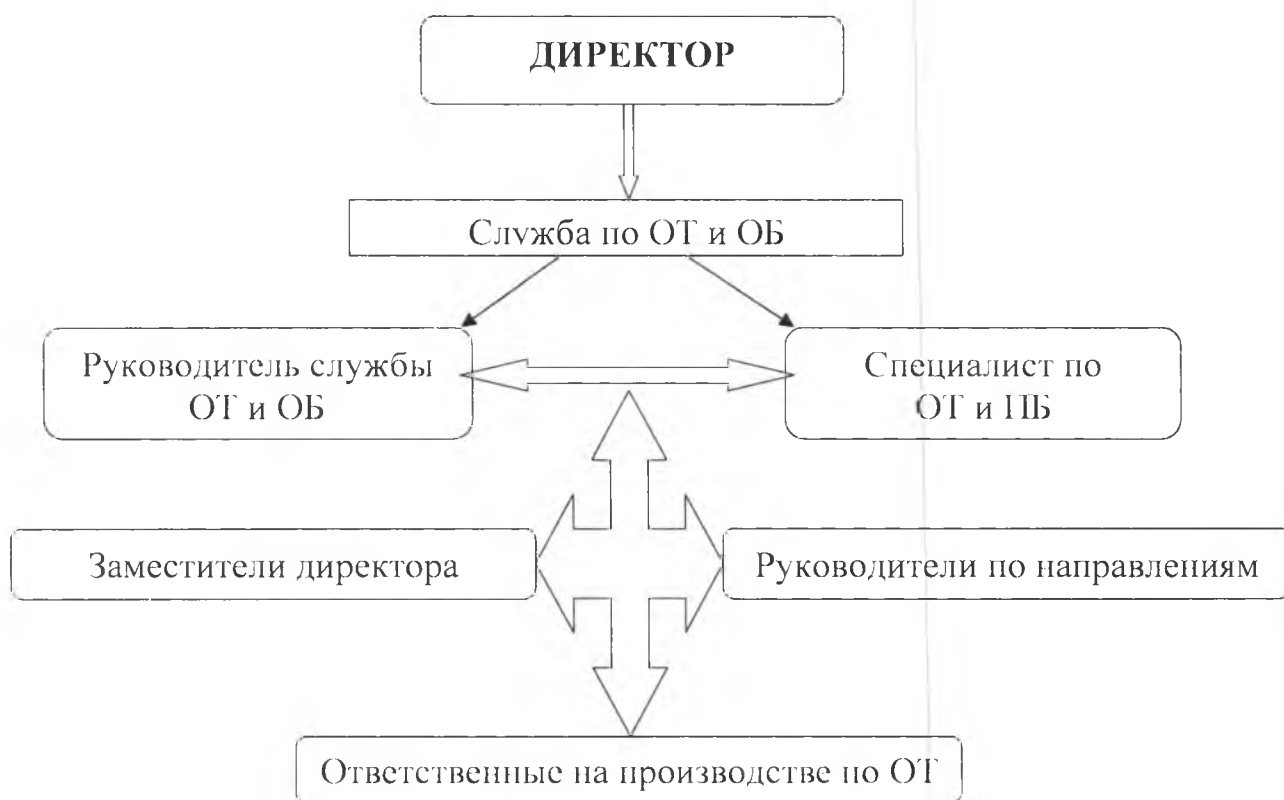 ДИРЕКТОР
Служба по ОТ и ОБ
Руководитель службы
ОТ и ОБ
Специалист по
ОТ и ПБ
Заместители директора
Руководители по направлениям
Ответственные на производстве по ОТ